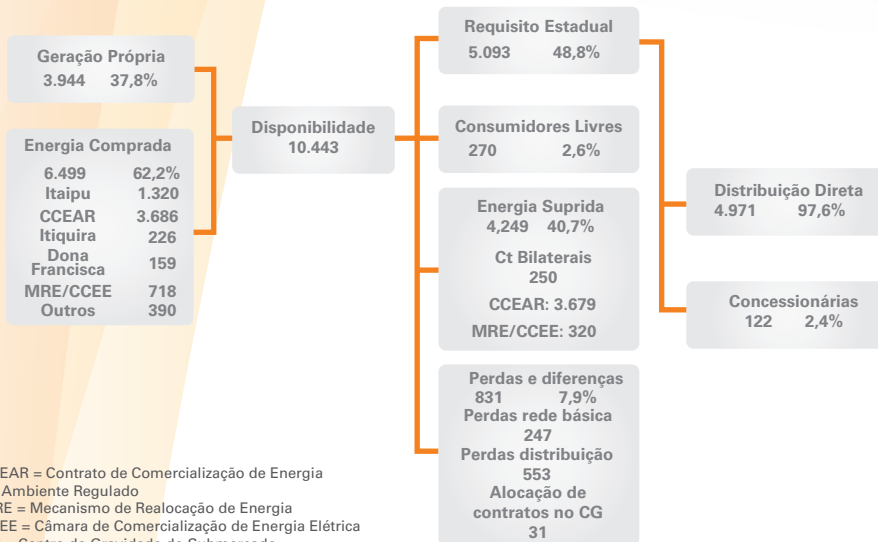 Geração Própria
3.944 37,8%
Energia Comprada
6.499 62,2%
Itaipu 1.320
CCEAR 3.686
Itiquira 226
Dona
Francisca 159
MRE/CCEE 718
Outros 390
Disponibilidade
10.443
Requisito Estadual
5.093 48,8%
Consumidores Livres
270 2,6%
Energia Suprida
4,249 40,7%
Ct Bilaterais
250
CCEAR: 3.679
MRE/CCEE: 320
Perdas e diferenças
831 7,9%
Perdas rede básica
247
Perdas distribuição
553
Alocação de
contratos no CG
31
Distribuição Direta
4.971 97,6%
Concessionárias
122 2,4%
EAR = Contrato de Comercialização de Energia
Ambiente Regulado
RE = Mecanismo de Realocação de Energia
EE = Câmara de Comercialização de Energia Elétrica